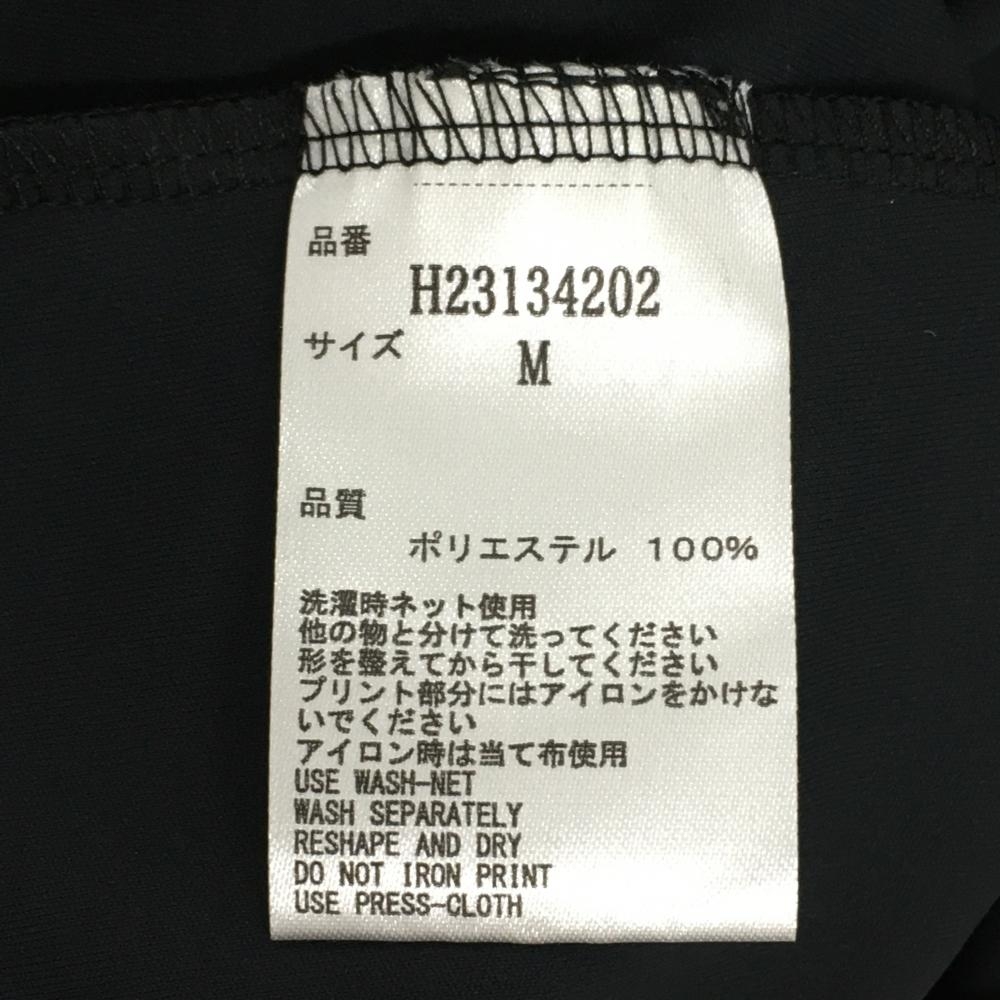 品番
H23134202
サイズ
M
品質
ポリエステル １００％
洗濯時ネット使用
他の物と分けて洗ってください
形を整えてから干してください
プリント部分にはアイロンをかけな
いでください
アイロン時は当て布使用
USE WASH-NET
WASH SEPARATELY
RESHAPE AND DRY
DO NOT IRON PRINT
USE PRESS-CLOTH